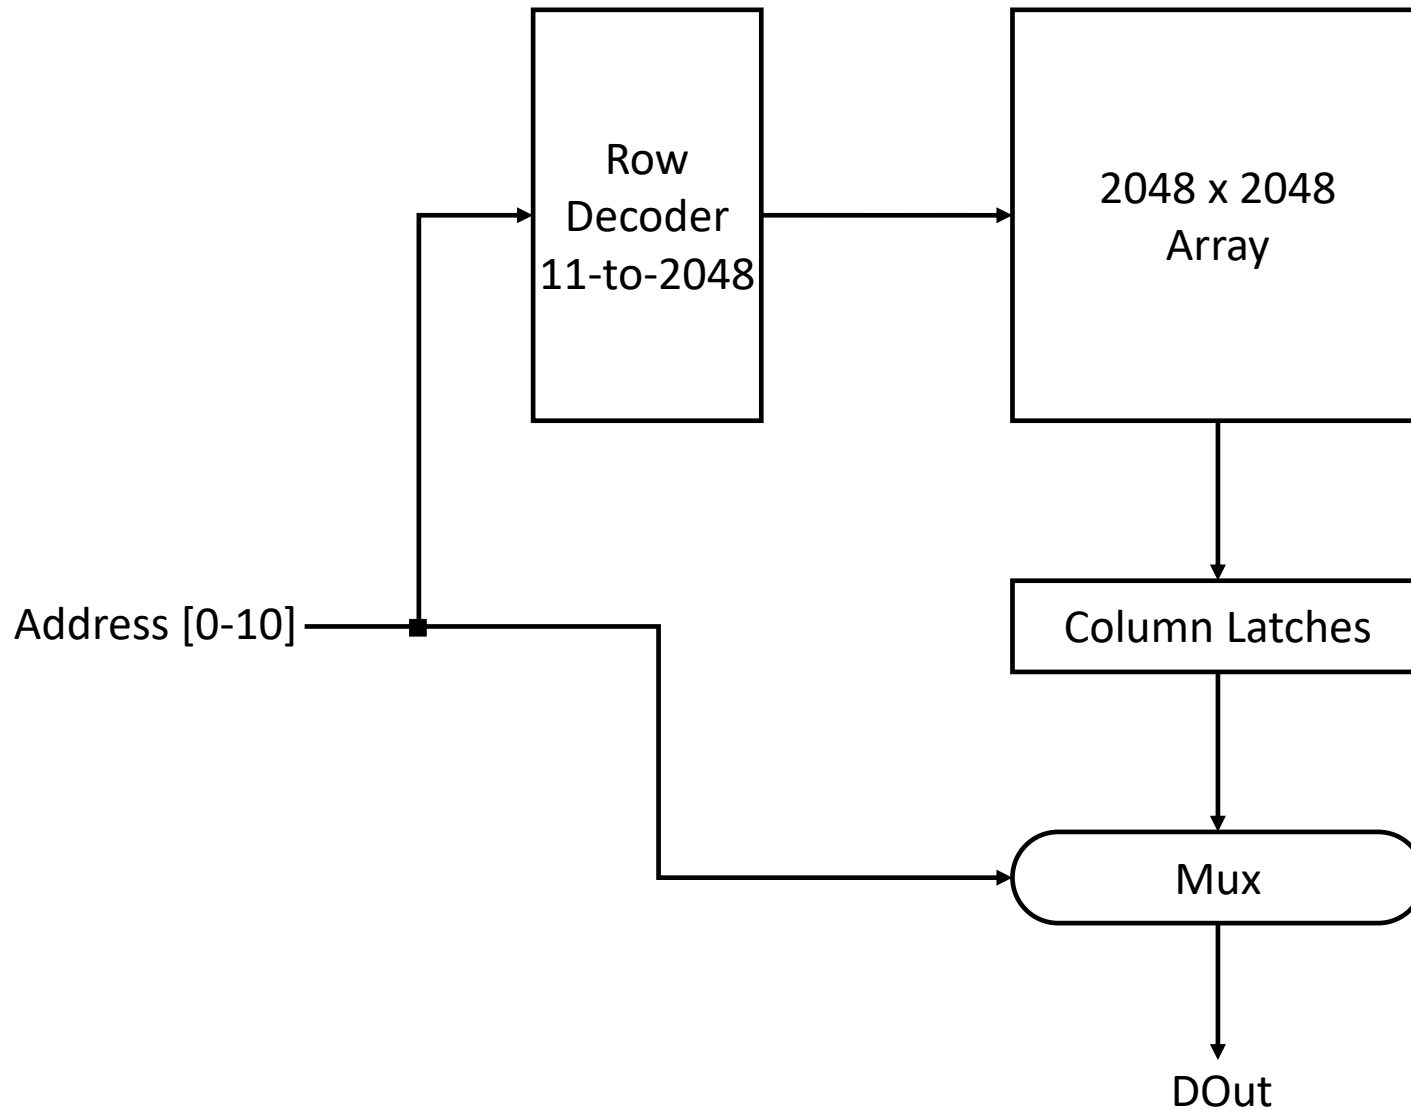 Row
Decoder
11-to-2048
2048 x 2048
Array
Address [0-10]
Column Latches
Mux
DOut